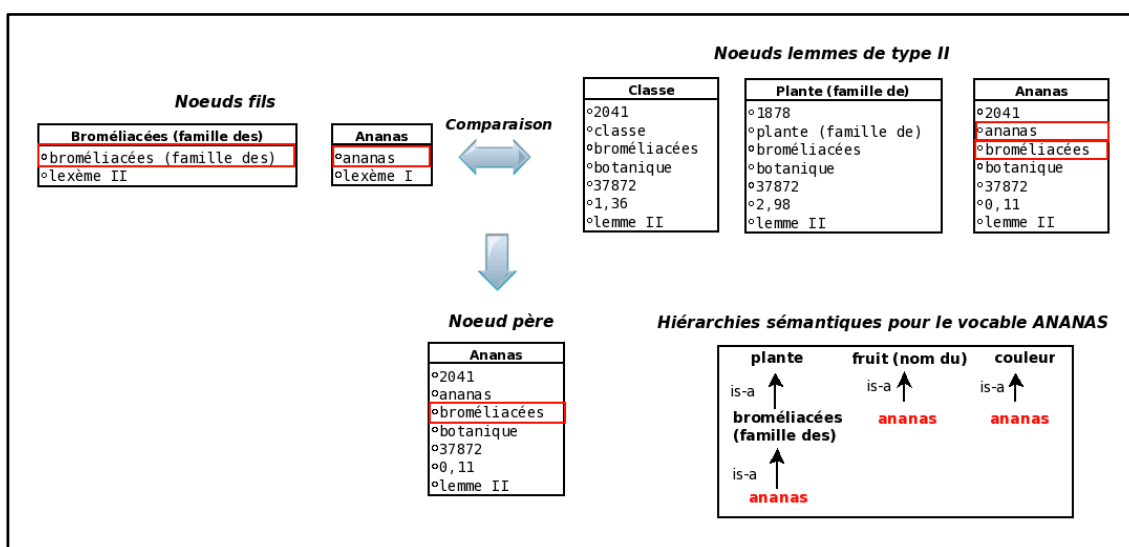 Noeuds lemmes de type II
Noeuds fils
Comparaison
Broméliacées (famille des)
broméliacées (famille des)
lexème II
Ananas
ananas
lexème I
Classe
2041
classe
broméliacées
botanique
37872
1,36
lemme II
Plante (famille de)
1878
plante (famille de)
broméliacées
botanique
37872
2,98
lemme II
Ananas
2041
ananas
broméliacées
botanique
37872
0,11
lemme II
Noeud père
Ananas
2041
ananas
broméliacées
botanique
37872
0,11
lemme II
Hiérarchies sémantiques pour le vocable ANANAS
plante fruit (nom du) couleur
is-a is-a is-a
broméliacées ananas ananas
(famille des)
is-a
ananas